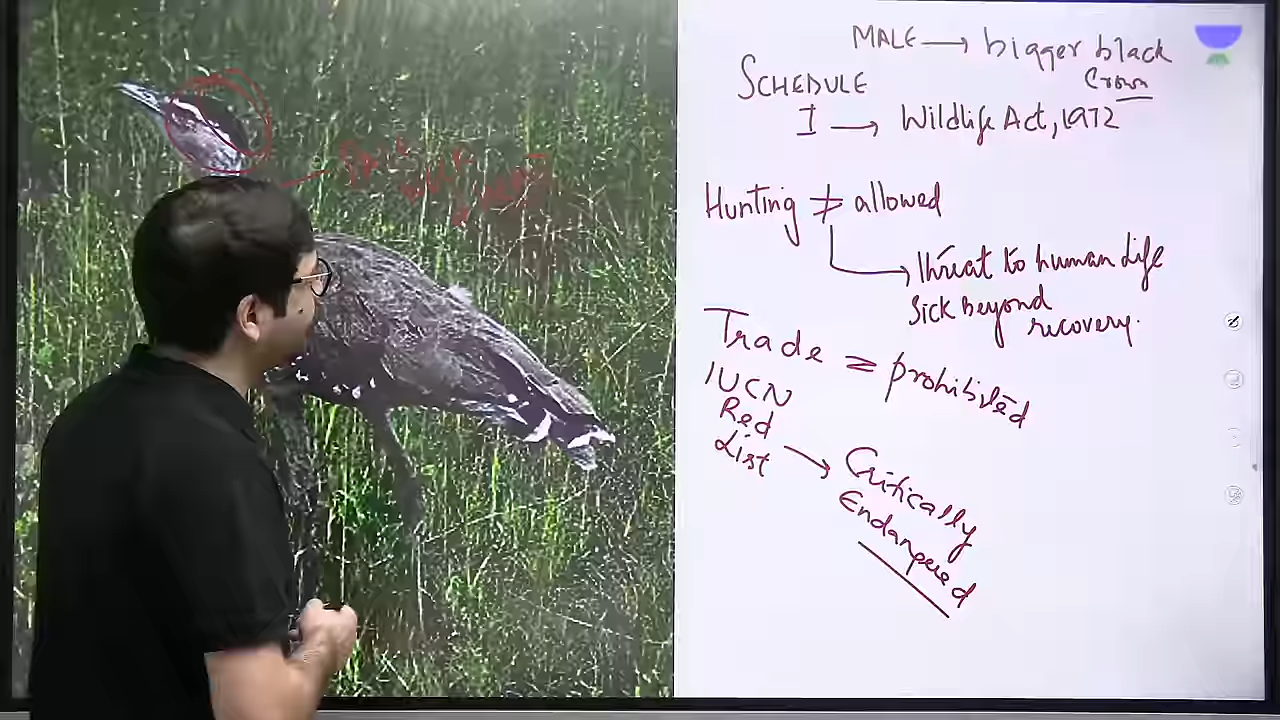 MALE → bigger black
Crown
SCHEDULE
I → Wildlife Act, 1972
Hunting ≠ allowed
threat to human life
Sick beyond
recovery.
Trade = prohibited
IUCN
Red
List → Critically
Endangered